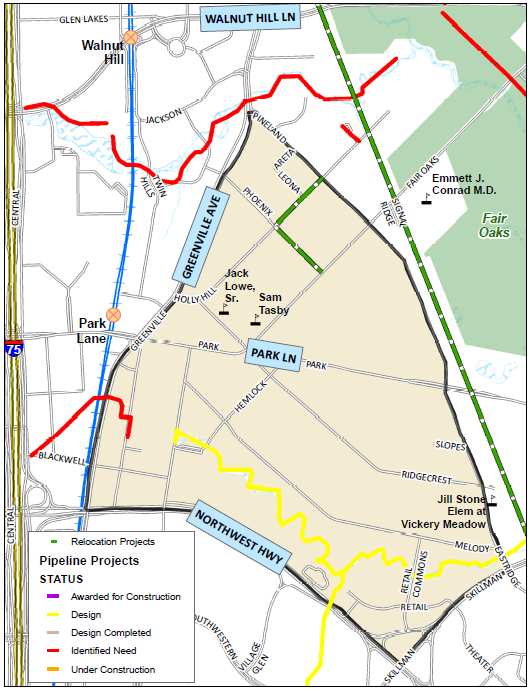 GLEN LAKES
WALNUT HILL LN
Walnut
Hill
JACKSON
PINELAND
ARETA
LEONA
TWIN
HILLS
PHOENIX
FAIR OAKS
Emmett J.
Conrad M.D.
SIGNAL
RIDGE
Fair
Oaks
CENTRAL
GREENVILLE AVE
Jack
Lowe,
Sr.
Sam
Tasby
HOLLY HILL
Park
Lane
GREENVILLE
75
PARK
PARK LN
PARK
HEMLOCK
BLACKWELL
SLOPES
RIDGECREST
Jill Stone
Elem at
Vickery Meadow
CENTRAL
NORTHWEST HWY
MELODY
EASTRIDGE
RETAIL
COMMONS
SKILLMAN
RETAIL
Relocation Projects
Pipeline Projects
STATUS
Awarded for Construction
Design
Design Completed
Identified Need
Under Construction
OUTHWESTERN
VILLAGE
GLEN
SKILLMAN
THEATER